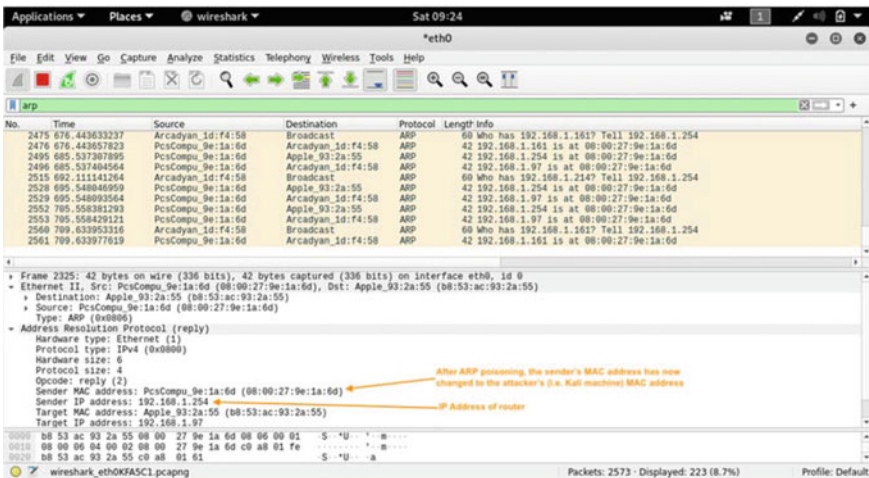 Applications Places wireshark Sat 09:24 1
*eth0
File Edit View Go Capture Analyze Statistics Telephony Wireless Tools Help
arp
No. Time Source Destination Protocol Length Info
2475 676.443633237 Arcadyan_1d:f4:58 Broadcast ARP 60 Who has 192.168.1.161? Tell 192.168.1.254
2476 676.443657823 PcsCompu_9e:1a:6d Arcadyan_1d:f4:58 ARP 42 192.168.1.161 is at 08:00:27:9e:1a:6d
2495 685.537307895 PcsCompu_9e:1a:6d Apple_93:2a:55 ARP 42 192.168.1.254 is at 08:00:27:9e:1a:6d
2496 685.537404564 PcsCompu_9e:1a:6d Arcadyan_1d:f4:58 ARP 42 192.168.1.97 is at 08:00:27:9e:1a:6d
2515 692.111141264 Arcadyan_1d:f4:58 Broadcast ARP 60 Who has 192.168.1.214? Tell 192.168.1.254
2528 695.548046959 PcsCompu_9e:1a:6d Apple_93:2a:55 ARP 42 192.168.1.254 is at 08:00:27:9e:1a:6d
2529 695.548093564 PcsCompu_9e:1a:6d Arcadyan_1d:f4:58 ARP 42 192.168.1.97 is at 08:00:27:9e:1a:6d
2552 705.558381293 PcsCompu_9e:1a:6d Apple_93:2a:55 ARP 42 192.168.1.254 is at 08:00:27:9e:1a:6d
2553 705.558429121 PcsCompu_9e:1a:6d Arcadyan_1d:f4:58 ARP 42 192.168.1.97 is at 08:00:27:9e:1a:6d
2560 709.633953316 Arcadyan_1d:f4:58 Broadcast ARP 60 Who has 192.168.1.161? Tell 192.168.1.254
2561 709.633977619 PcsCompu_9e:1a:6d Arcadyan_1d:f4:58 ARP 42 192.168.1.161 is at 08:00:27:9e:1a:6d
Frame 2325: 42 bytes on wire (336 bits), 42 bytes captured (336 bits) on interface eth0, id 0
Ethernet II, Src: PcsCompu_9e:1a:6d (08:00:27:9e:1a:6d), Dst: Apple_93:2a:55 (b8:53:ac:93:2a:55)
Destination: Apple_93:2a:55 (b8:53:ac:93:2a:55)
Source: PcsCompu_9e:1a:6d (08:00:27:9e:1a:6d)
Type: ARP (0x0806)
Address Resolution Protocol (reply)
Hardware type: Ethernet (1)
Protocol type: IPv4 (0x0800)
Hardware size: 6
Protocol size: 4
Opcode: reply (2)
Sender MAC address: PcsCompu_9e:1a:6d (08:00:27:9e:1a:6d)
After ARP poisoning, the sender's MAC address has now
changed to the attacker's (i.e. Kali machine) MAC address
Sender IP address: 192.168.1.254
IP Address of router
Target MAC address: Apple_93:2a:55 (b8:53:ac:93:2a:55)
Target IP address: 192.168.1.97
0000 b8 53 ac 93 2a 55 08 00 27 9e 1a 6d 08 06 00 01 ·S··*U·· '··m····
0010 08 00 06 04 00 02 08 00 27 9e 1a 6d c0 a8 01 fe ········ '··m····
0020 b8 53 ac 93 2a 55 c0 a8 01 61 ·S··*U·· ·a
wireshark_eth0KFA5C1.pcapng Packets: 2573 · Displayed: 223 (8.7%) Profile: Default